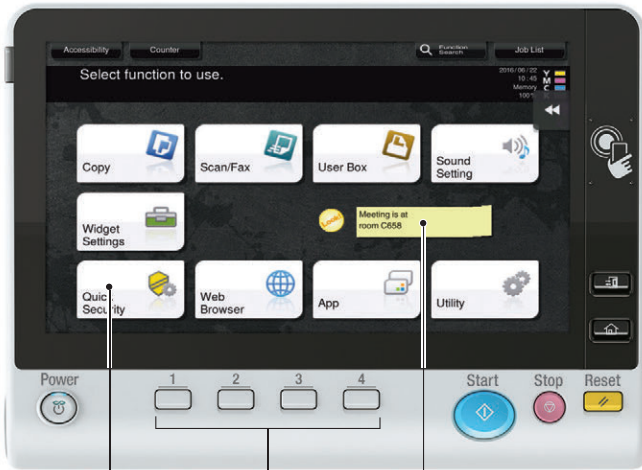 Accessibility
Counter
Function
Search
Job List
Select function to use.
2016/06/22
10:45
Memory
100%
Y
M
C
Copy
Scan/Fax
User Box
Sound
Setting
Widget
Settings
Look!
Meeting is at
room C658
Quick
Security
Web
Browser
App
Utility
Power
1
2
3
4
Start
Stop
Reset